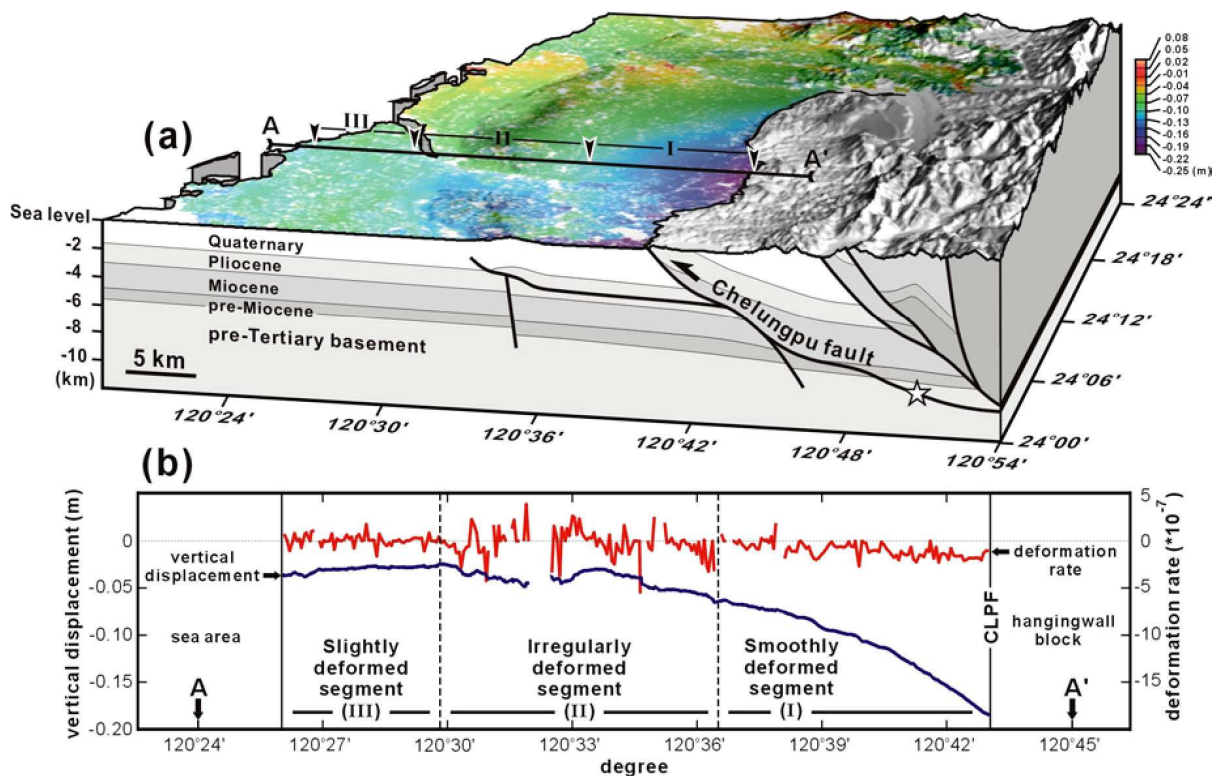 (a)
A
III
II
I
A'
0.08
0.05
0.02
-0.01
-0.04
-0.07
-0.10
-0.13
-0.16
-0.19
-0.22
-0.25 (m)
Sea level
-2
-4
-6
-8
-10
(km)
Quaternary
Pliocene
Miocene
pre-Miocene
pre-Tertiary basement
5 km
Chelungpu fault
24°24'
24°18'
24°12'
24°06'
24°00'
120°24'
120°30'
120°36'
120°42'
120°48'
120°54'
(b)
vertical displacement (m)
0
-0.05
-0.10
-0.15
-0.20
vertical
displacement
sea area
A
Slightly
deformed
segment
(III)
Irregularly
deformed
segment
(II)
Smoothly
deformed
segment
(I)
CLPF
deformation
rate
hangingwall
block
A'
5
0
-5
-10
-15
deformation rate (*10⁻⁷)
120°24'
120°27'
120°30'
120°33'
120°36'
120°39'
120°42'
120°45'
degree